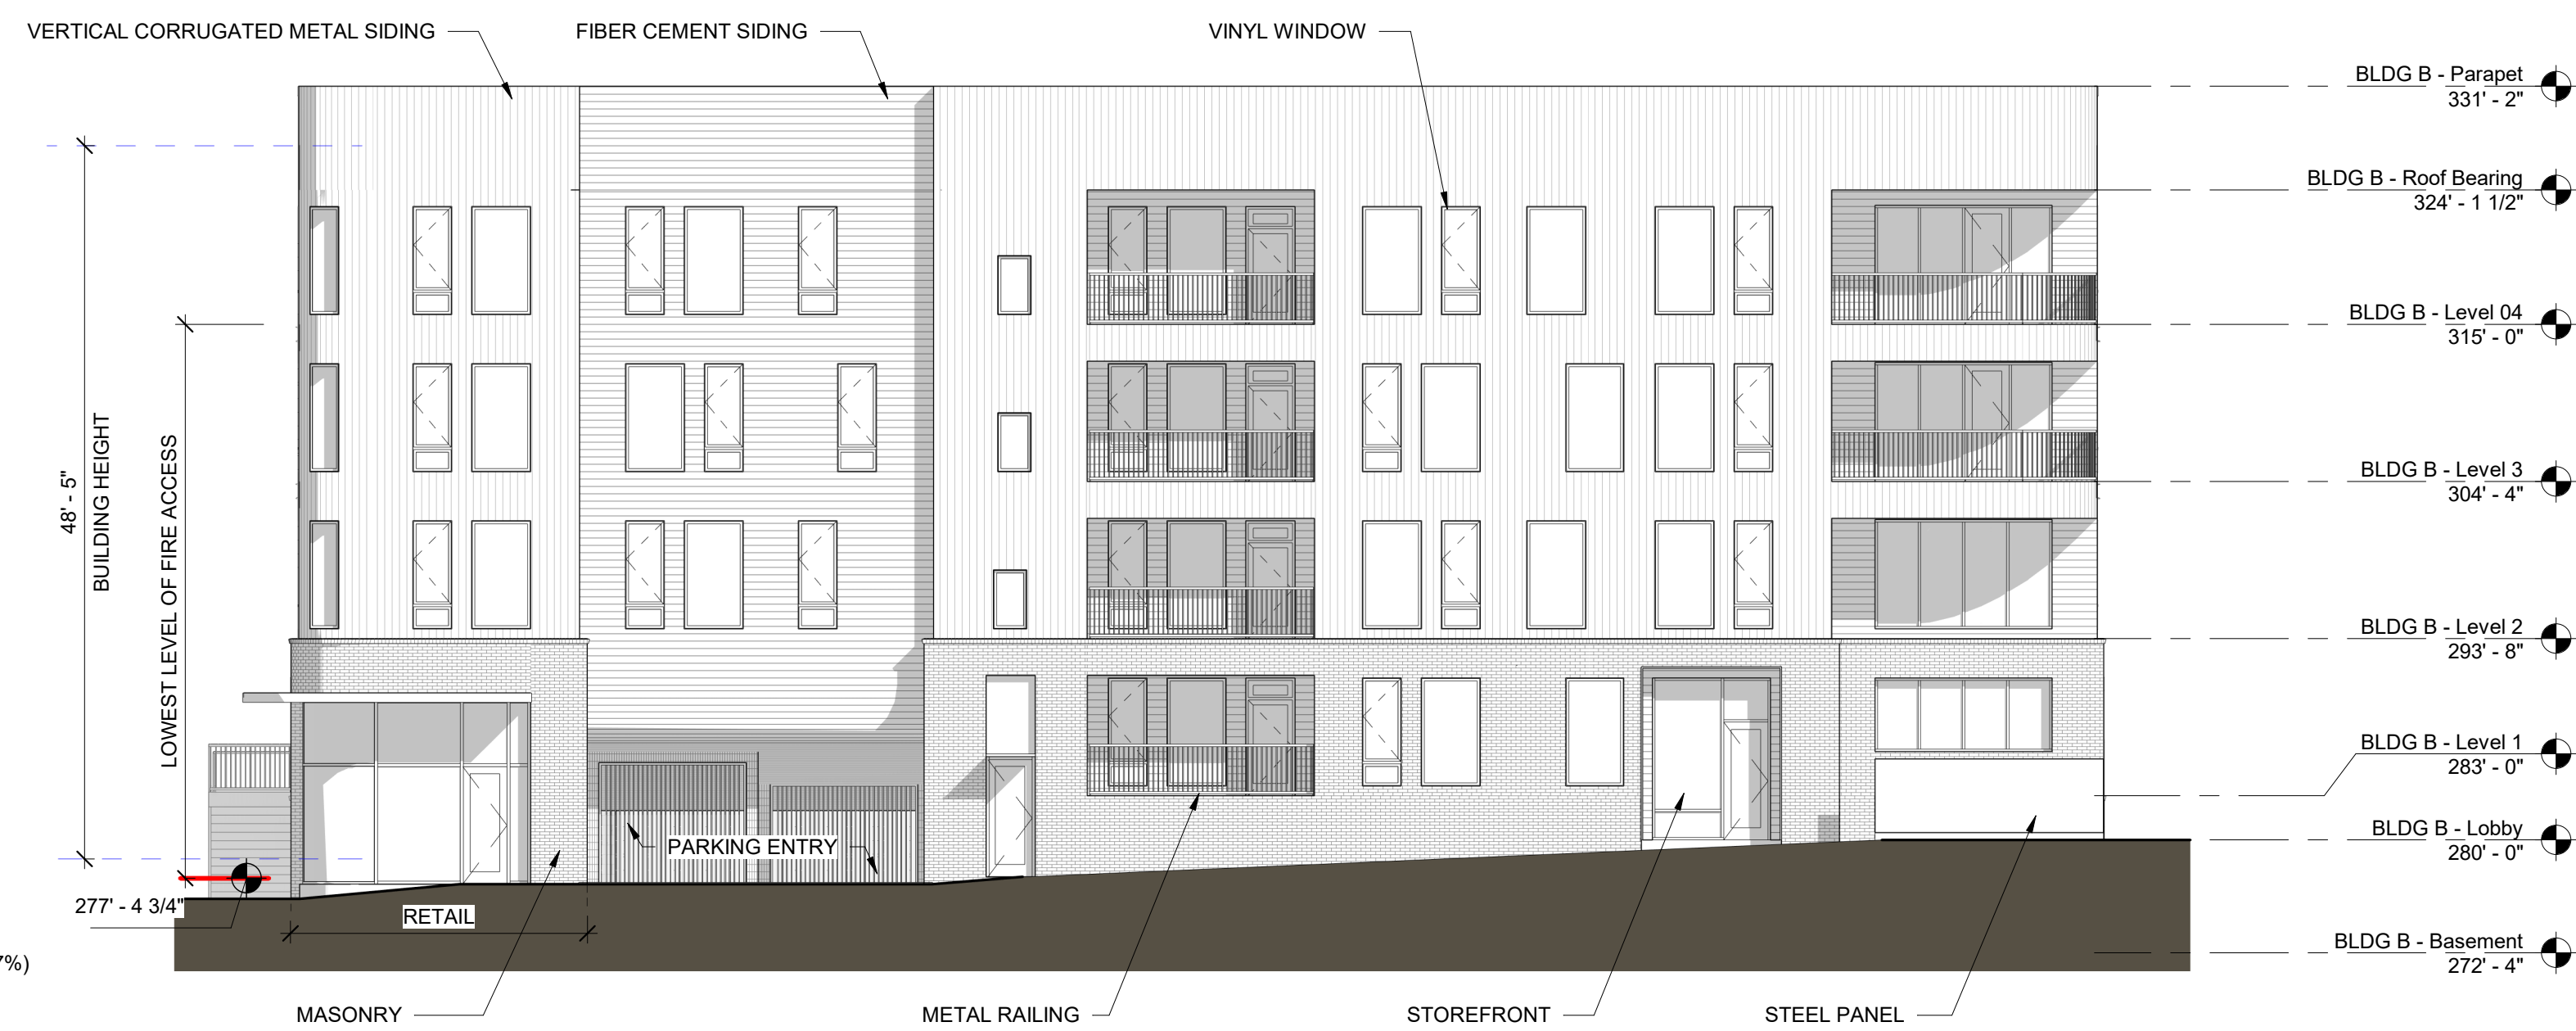 VERTICAL CORRUGATED METAL SIDING
FIBER CEMENT SIDING
VINYL WINDOW
BLDG B - Parapet
331' - 2"
BLDG B - Roof Bearing
324' - 1 1/2"
BLDG B - Level 04
315' - 0"
BLDG B - Level 3
304' - 4"
BLDG B - Level 2
293' - 8"
BLDG B - Level 1
283' - 0"
BLDG B - Lobby
280' - 0"
BLDG B - Basement
272' - 4"
48' - 5"
BUILDING HEIGHT
LOWEST LEVEL OF FIRE ACCESS
PARKING ENTRY
277' - 4 3/4"
RETAIL
7%)
MASONRY
METAL RAILING
STOREFRONT
STEEL PANEL